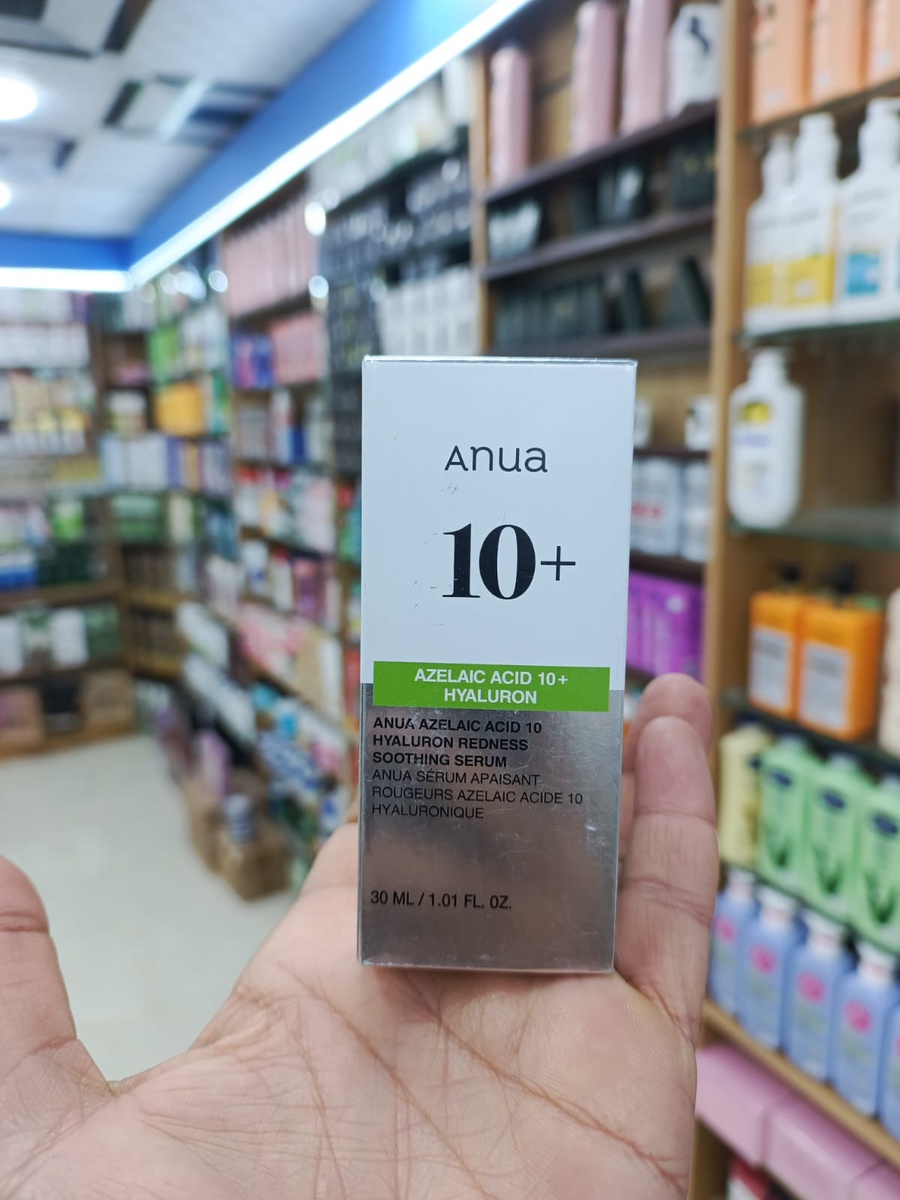 Anua
10+
AZELAIC ACID 10+
HYALURON
ANUA AZELAIC ACID 10
HYALURON REDNESS
SOOTHING SERUM
ANUA SÉRUM APAISANT
ROUGEURS AZELAIC ACIDE 10
HYALURONIQUE
30 ML / 1.01 FL. OZ.